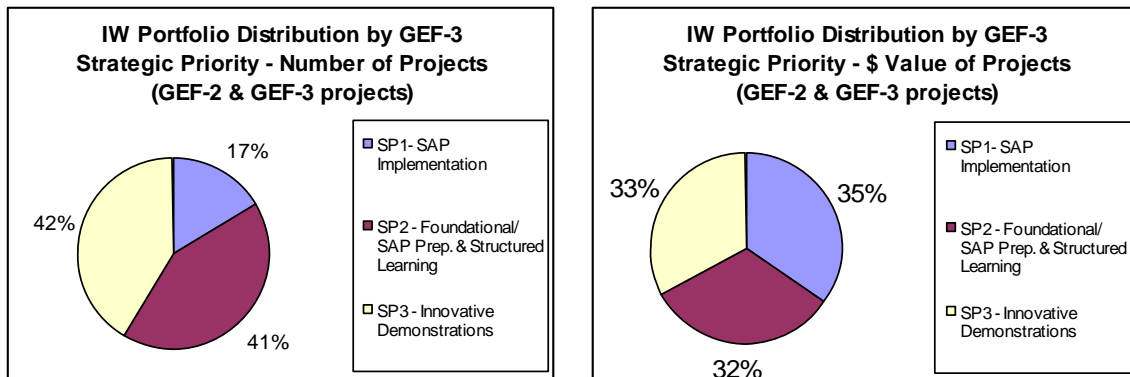 IW Portfolio Distribution by GEF-3
Strategic Priority - Number of Projects
(GEF-2 & GEF-3 projects)
17%
42%
41%
SP1- SAP
Implementation
SP2 - Foundational/
SAP Prep. & Structured
Learning
SP3 - Innovative
Demonstrations
IW Portfolio Distribution by GEF-3
Strategic Priority - $ Value of Projects
(GEF-2 & GEF-3 projects)
33%
35%
32%
SP1- SAP
Implementation
SP2 - Foundational/
SAP Prep. & Structured
Learning
SP3 - Innovative
Demonstrations